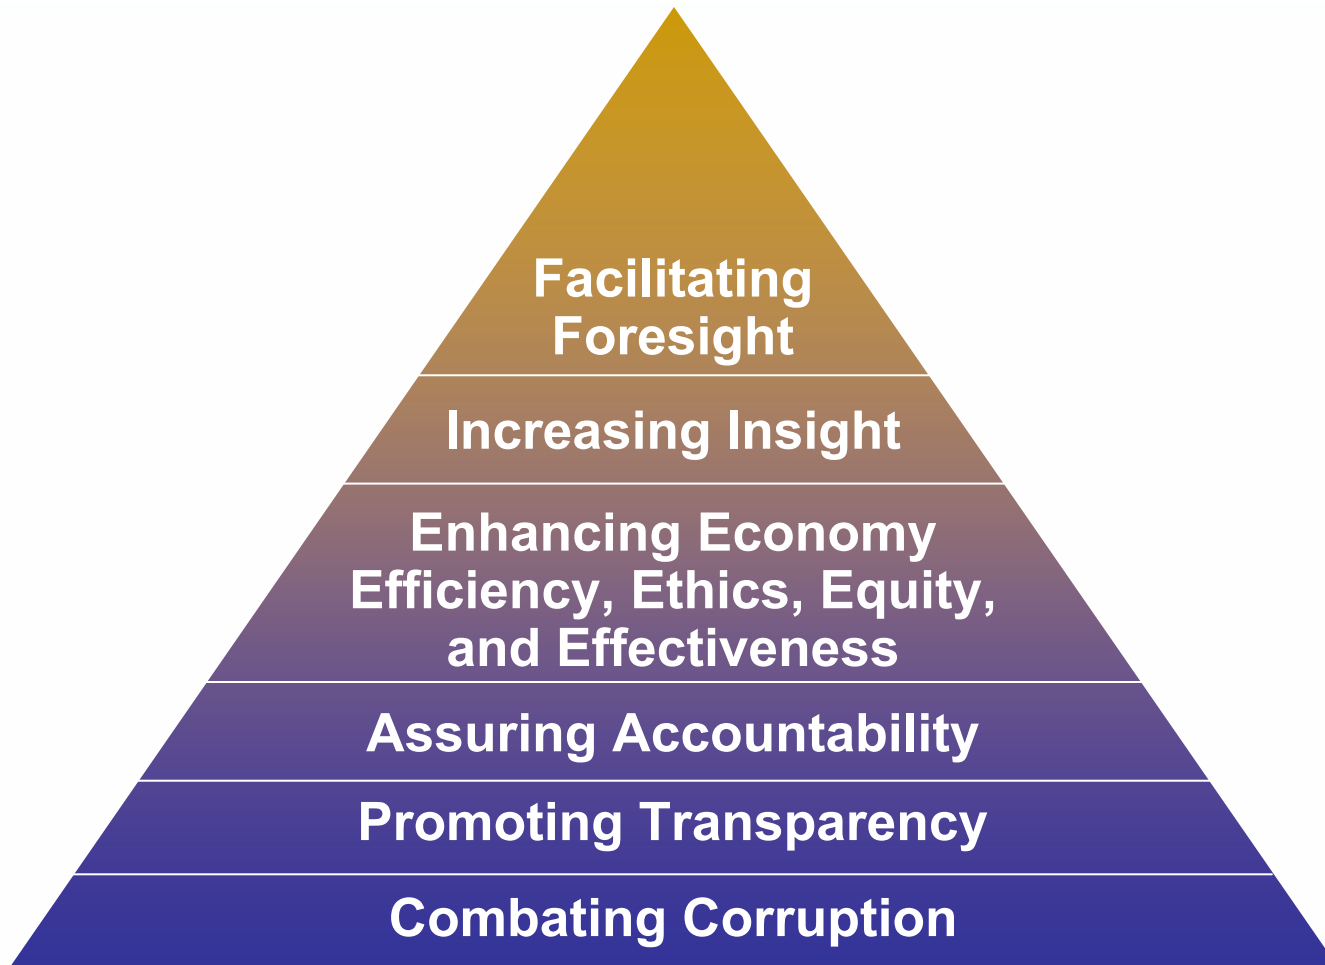 Facilitating
Foresight
Increasing Insight
Enhancing Economy
Efficiency, Ethics, Equity,
and Effectiveness
Assuring Accountability
Promoting Transparency
Combating Corruption